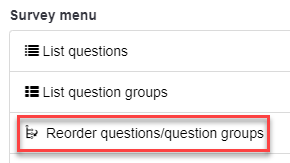 Survey menu
List questions
List question groups
Reorder questions/question groups